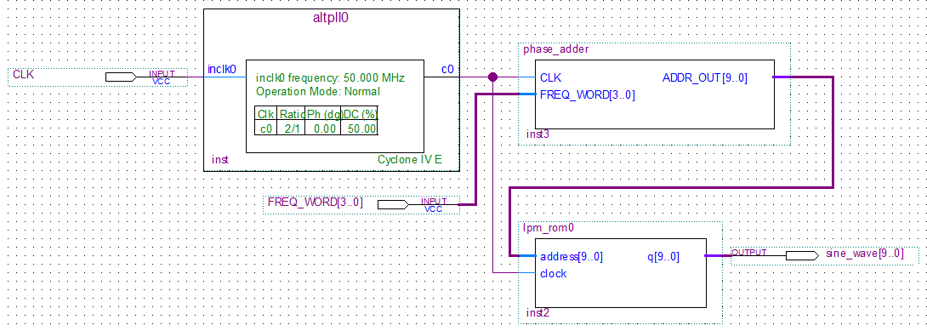 altpll0
CLK
INPUT
VCC
inclk0
c0
inclk0 frequency: 50.000 MHz
Operation Mode: Normal
Clk Ratio Ph (dg) DC (%)
c0 2/1 0.00 50.00
inst
Cyclone IV E
phase_adder
CLK
ADDR_OUT[9..0]
FREQ_WORD[3..0]
inst3
FREQ_WORD[3..0]
INPUT
VCC
lpm_rom0
address[9..0]
q[9..0]
clock
inst2
OUTPUT
sine_wave[9..0]